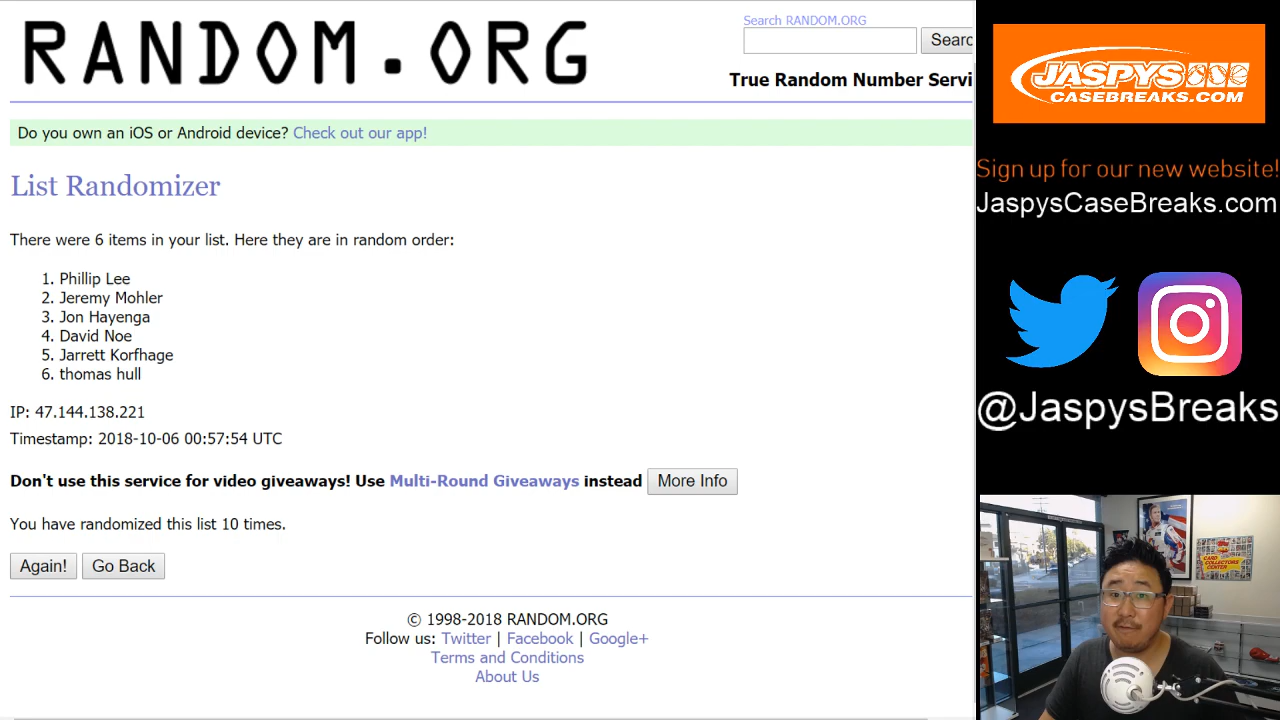 RANDOM.ORG
Search RANDOM.ORG
Searc
True Random Number Servi
Do you own an iOS or Android device? Check out our app!
List Randomizer
There were 6 items in your list. Here they are in random order:
1. Phillip Lee
2. Jeremy Mohler
3. Jon Hayenga
4. David Noe
5. Jarrett Korfhage
6. thomas hull
IP: 47.144.138.221
Timestamp: 2018-10-06 00:57:54 UTC
Don't use this service for video giveaways! Use Multi-Round Giveaways instead More Info
You have randomized this list 10 times.
Again! Go Back
© 1998-2018 RANDOM.ORG
Follow us: Twitter | Facebook | Google+
Terms and Conditions
About Us
JASPYS
CASEBREAKS.COM
Sign up for our new website!
JaspysCaseBreaks.com
@JaspysBreaks
CARD
COLLECTORS
CENTER